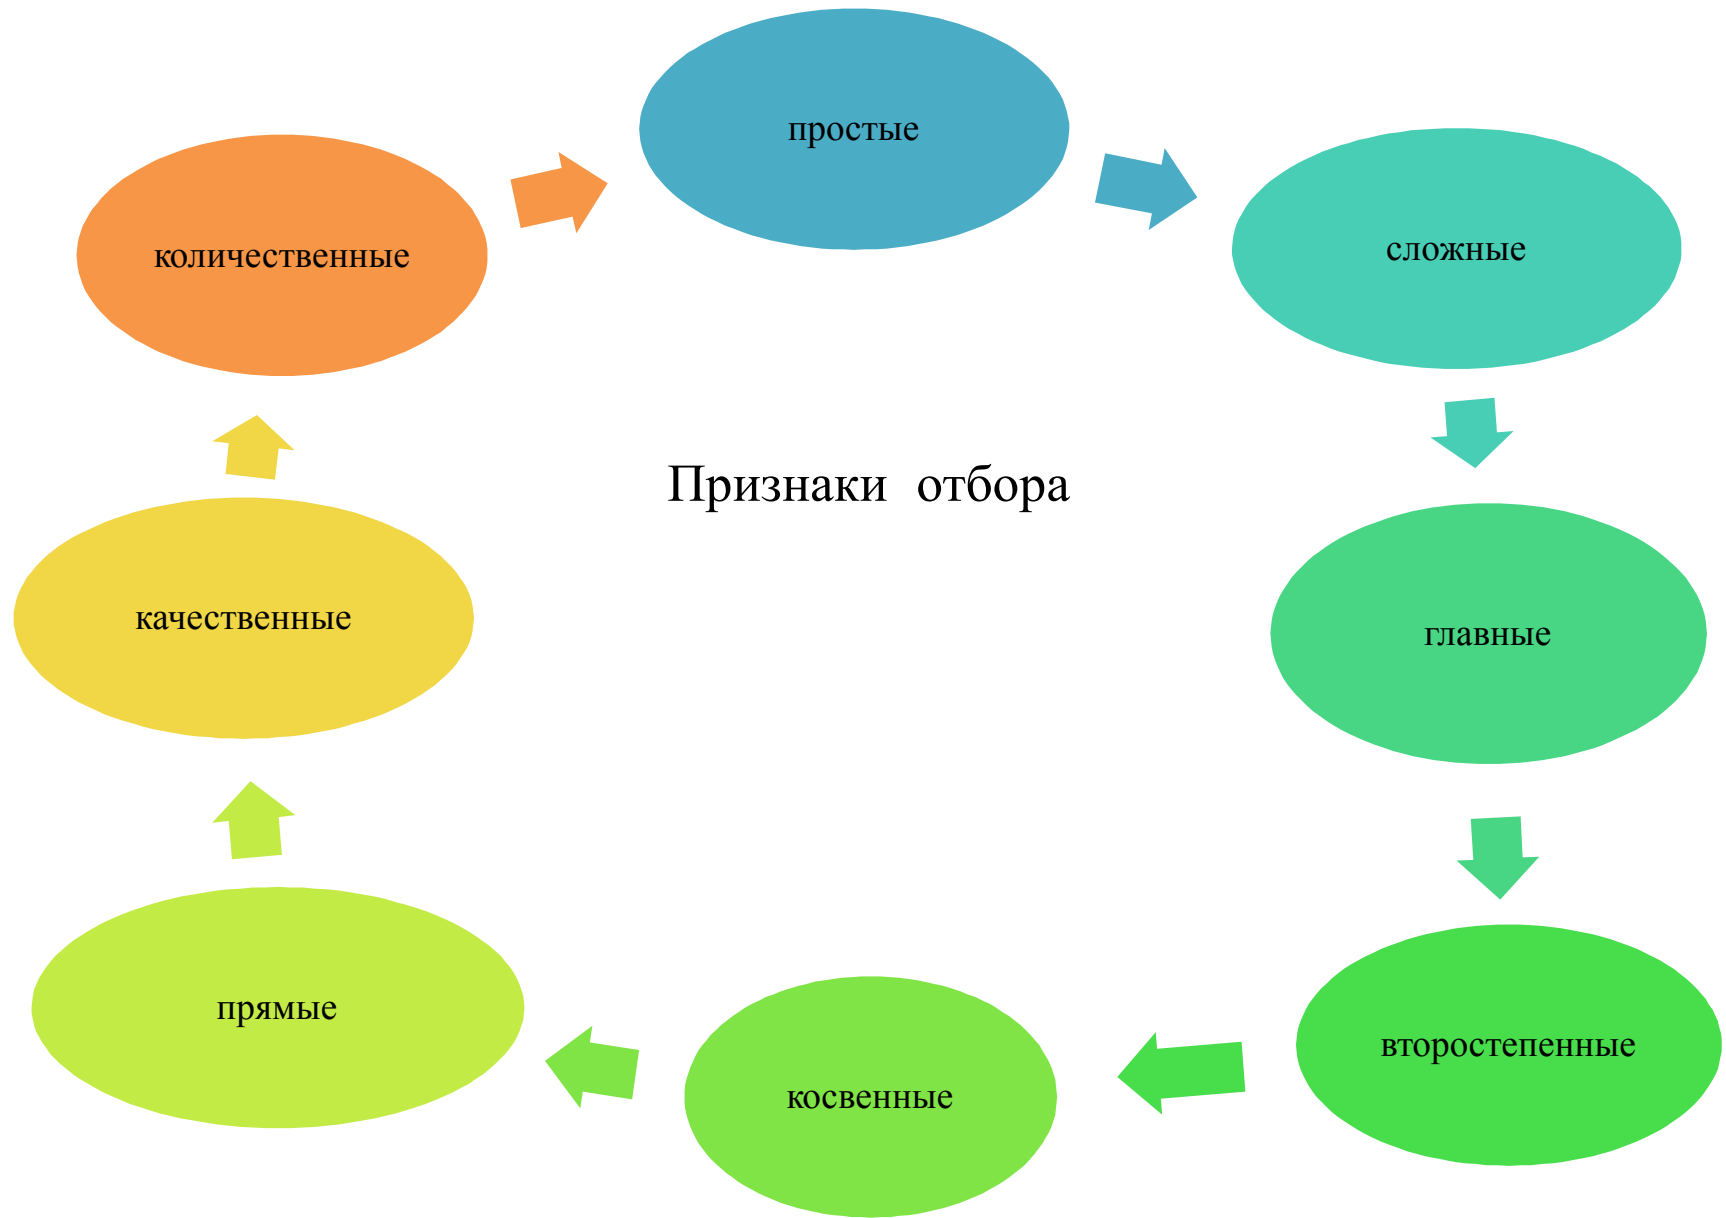 простые
сложные
количественные
Признаки отбора
главные
качественные
второстепенные
косвенные
прямые